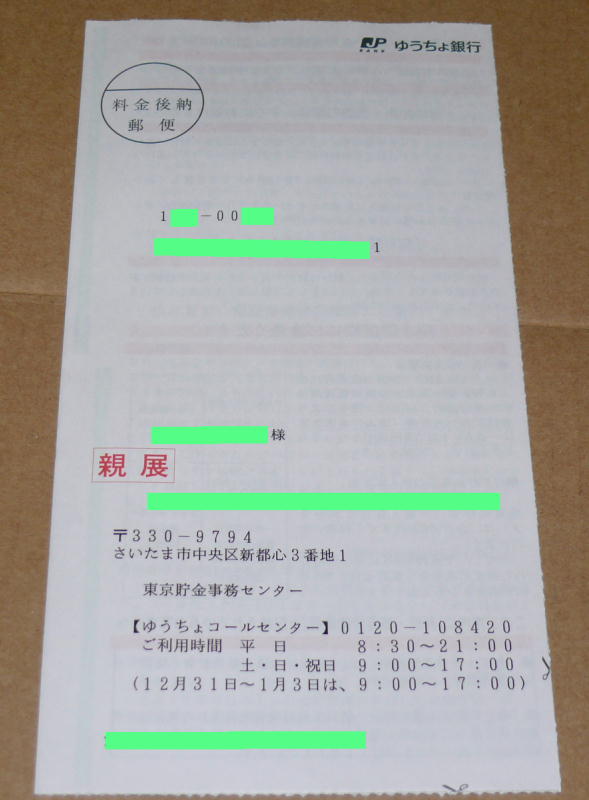 JP BANK ゆうちょ銀行
料金後納
郵便
1 －00
1
様
親展
〒330－9794
さいたま市中央区新都心3番地1
東京貯金事務センター
【ゆうちょコールセンター】0120－108420
ご利用時間 平 日 8：30～21：00
土・日・祝日 9：00～17：00
(12月31日～1月3日は、9：00～17：00)